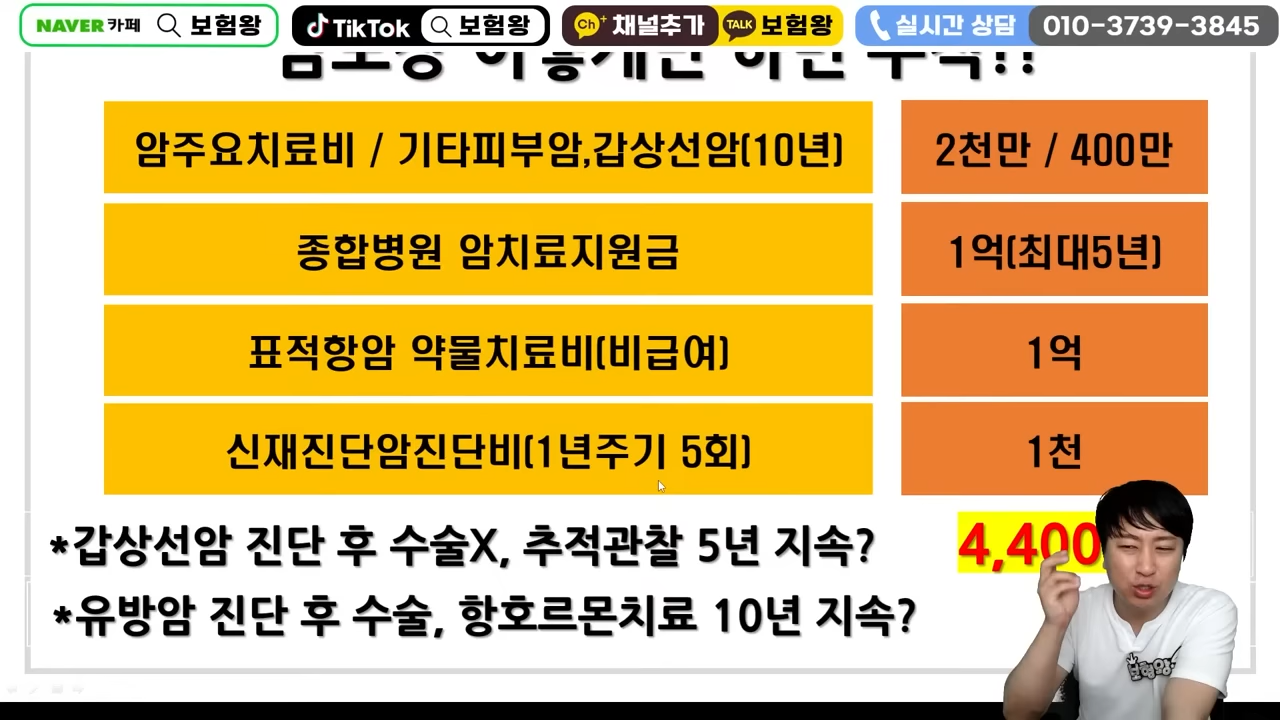 NAVER 카페 보험왕 TikTok 보험왕 Ch+ 채널추가 TALK 보험왕 실시간 상담 010-3739-3845
암주요치료비 / 기타피부암,갑상선암(10년) 2천만 / 400만
종합병원 암치료지원금 1억(최대5년)
표적항암 약물치료비(비급여) 1억
신재진단암진단비(1년주기 5회) 1천
*갑상선암 진단 후 수술X, 추적관찰 5년 지속? 4,400
*유방암 진단 후 수술, 항호르몬치료 10년 지속?
보험왕